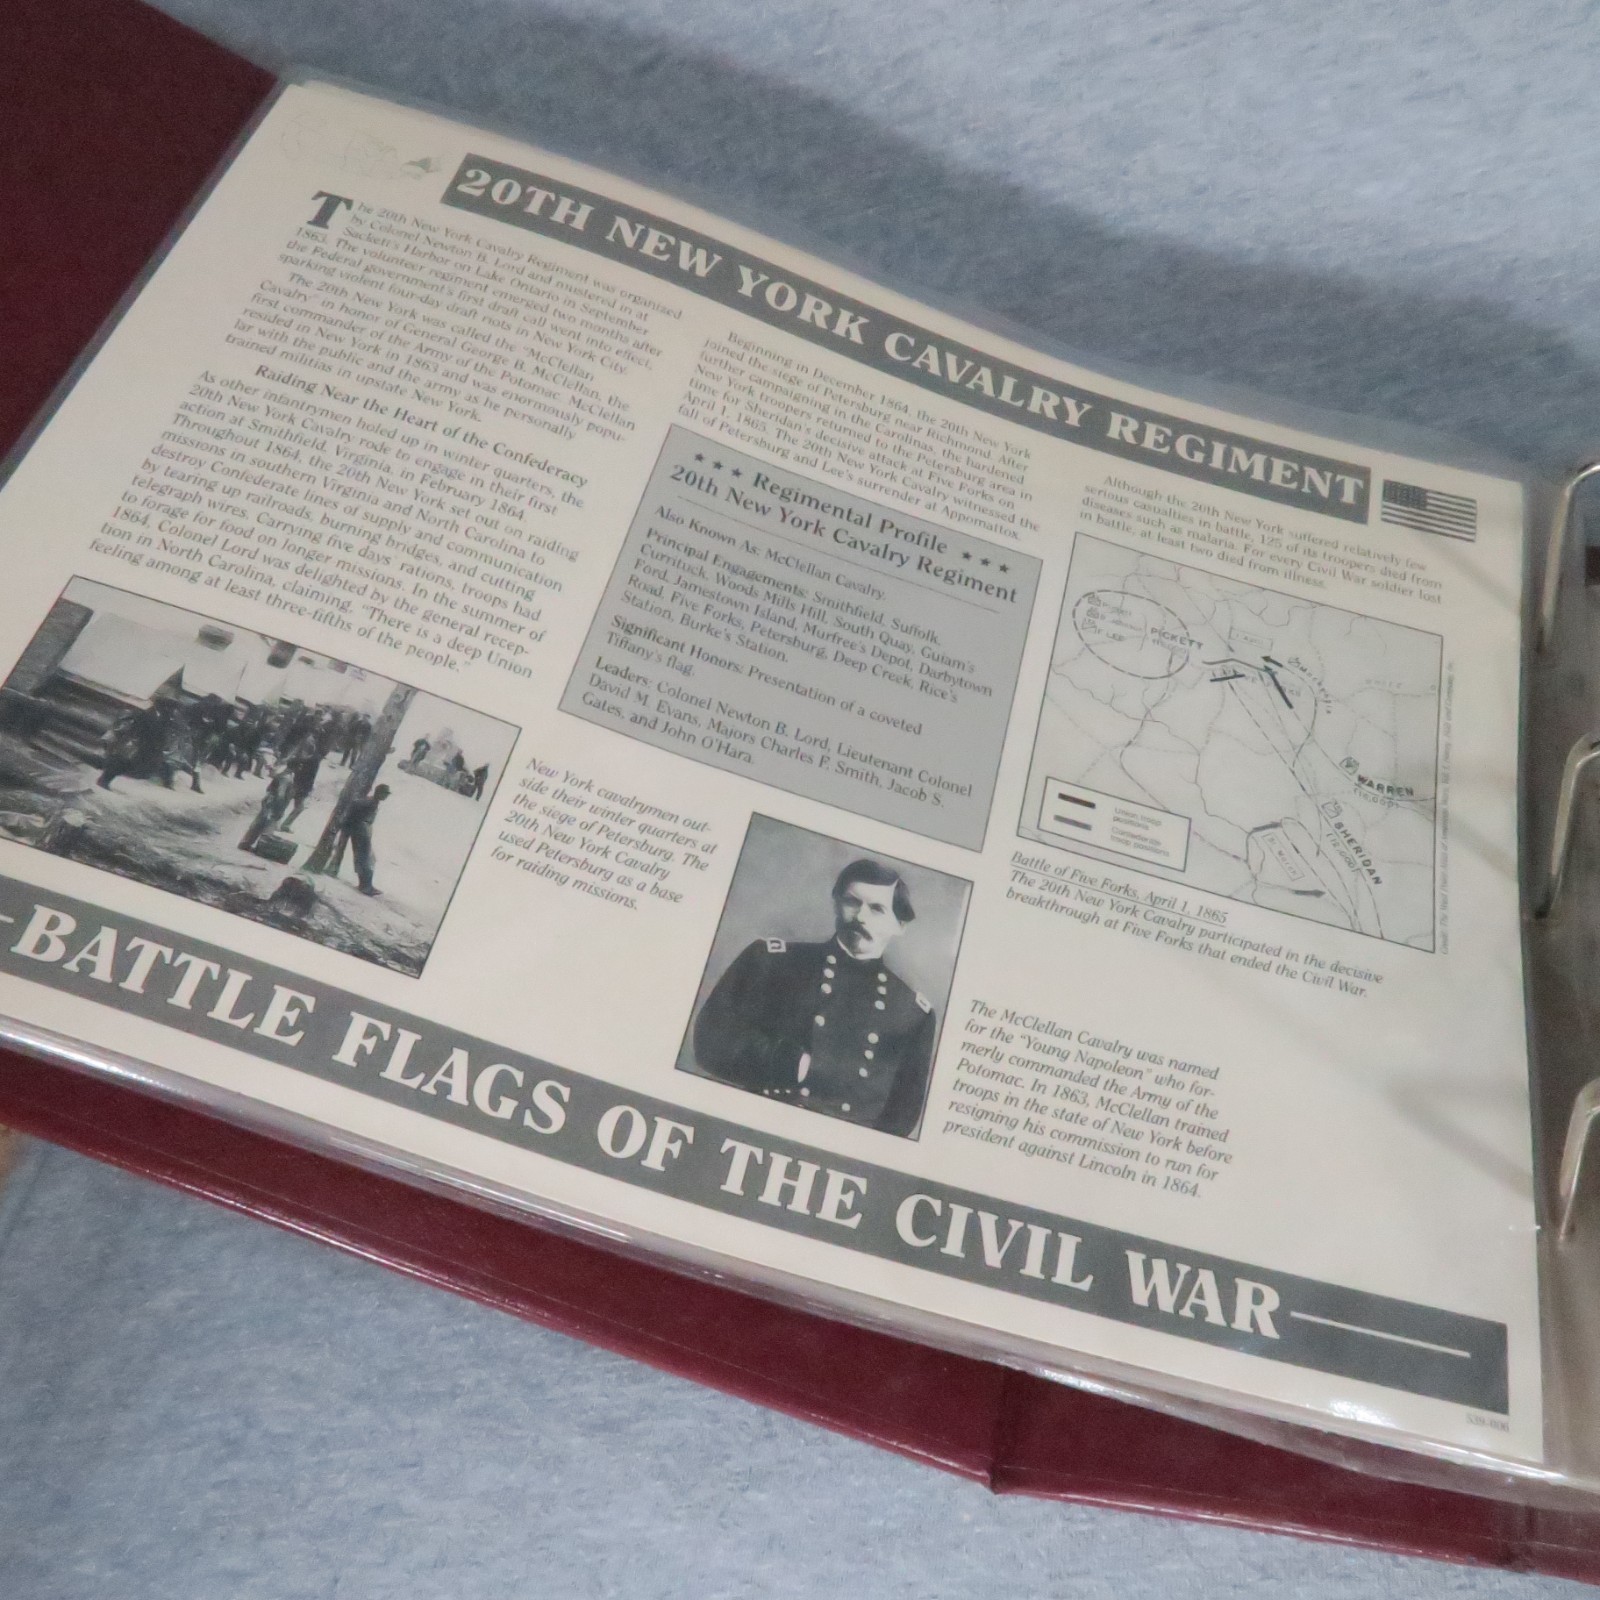 20TH NEW YORK CAVALRY REGIMENT
The 20th New York Cavalry Regiment was organized
by Colonel Newton B. Lord and mustered in at
Sackett's Harbor on Lake Ontario in September
1863. The volunteer regiment emerged two months after
the Federal government's first draft call went into effect,
sparking violent four-day draft riots in New York City.
The 20th New York was called the "McClellan
Cavalry" in honor of General George B. McClellan, the
first commander of the Army of the Potomac. McClellan
resided in New York in 1863 and was enormously popu-
lar with the public and the army as he personally
trained militias in upstate New York.
Raiding Near the Heart of the Confederacy
As other infantrymen holed up in winter quarters, the
20th New York Cavalry rode to engage in their first
action at Smithfield, Virginia, in February 1864.
Throughout 1864, the 20th New York set out on raiding
missions in southern Virginia and North Carolina to
destroy Confederate lines of supply and communication
by tearing up railroads, burning bridges, and cutting
telegraph wires. Carrying five days' rations, troops had
to forage for food on longer missions. In the summer of
1864, Colonel Lord was delighted by the general recep-
tion in North Carolina, claiming, "There is a deep Union
feeling among at least three-fifths of the people."
Beginning in December 1864, the 20th New York
joined the siege of Petersburg near Richmond. After
further campaigning in the Carolinas, the hardened
New York troopers returned to the Petersburg area in
time for Sheridan's decisive attack at Five Forks on
April 1, 1865. The 20th New York Cavalry witnessed the
fall of Petersburg and Lee's surrender at Appomattox.
★ ★ ★ Regimental Profile ★ ★ ★
20th New York Cavalry Regiment
Also Known As: McClellan Cavalry.
Principal Engagements: Smithfield, Suffolk,
Currituck, Woods Mills Hill, South Quay, Guiam's
Ford, Jamestown Island, Murfree's Depot, Darbytown
Road, Five Forks, Petersburg, Deep Creek, Rice's
Station, Burke's Station.
Significant Honors: Presentation of a coveted
Tiffany's flag.
Leaders: Colonel Newton B. Lord, Lieutenant Colonel
David M. Evans, Majors Charles F. Smith, Jacob S.
Gates, and John O'Hara.
Although the 20th New York suffered relatively few
serious casualties in battle, 125 of its troopers died from
diseases such as malaria. For every Civil War soldier lost
in battle, at least two died from illness.
PICKETT
WARREN
SHERIDAN
Union troop
positions
Confederate
troop positions
Battle of Five Forks, April 1, 1865
The 20th New York Cavalry participated in the decisive
breakthrough at Five Forks that ended the Civil War.
New York cavalrymen out-
side their winter quarters at
the siege of Petersburg. The
20th New York Cavalry
used Petersburg as a base
for raiding missions.
The McClellan Cavalry was named
for the "Young Napoleon" who for-
merly commanded the Army of the
Potomac. In 1863, McClellan trained
troops in the state of New York before
resigning his commission to run for
president against Lincoln in 1864.
BATTLE FLAGS OF THE CIVIL WAR